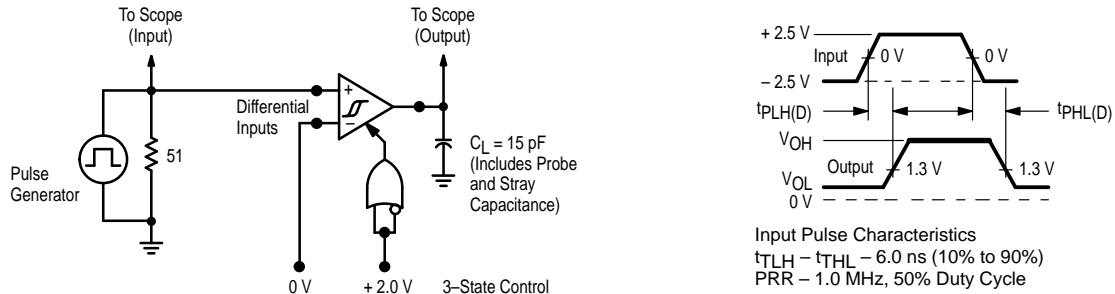 To Scope
(Input)
To Scope
(Output)
Differential
Inputs
+
−
51
Pulse
Generator
CL = 15 pF
(Includes Probe
and Stray
Capacitance)
0 V
+ 2.0 V
3–State Control
+ 2.5 V
Input
0 V
0 V
– 2.5 V
tPLH(D)
tPHL(D)
VOH
Output
1.3 V
1.3 V
VOL
0 V
Input Pulse Characteristics
tTLH – tTHL – 6.0 ns (10% to 90%)
PRR – 1.0 MHz, 50% Duty Cycle